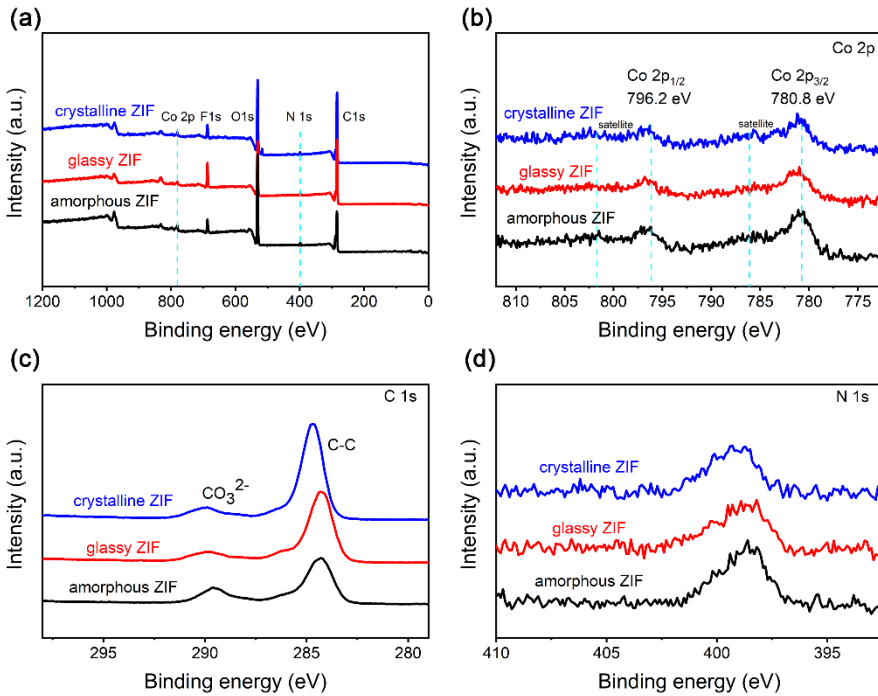 (a)
crystalline ZIF
Co 2p F1s O1s N 1s C1s
glassy ZIF
amorphous ZIF
Intensity (a.u.)
1200 1000 800 600 400 200 0
Binding energy (eV)
(b)
Co 2p
Co 2p1/2 Co 2p3/2
796.2 eV 780.8 eV
crystalline ZIF
satellite satellite
glassy ZIF
amorphous ZIF
Intensity (a.u.)
810 805 800 795 790 785 780 775
Binding energy (eV)
(c)
C 1s
C-C
CO3 2-
crystalline ZIF
glassy ZIF
amorphous ZIF
Intensity (a.u.)
295 290 285 280
Binding energy (eV)
(d)
N 1s
crystalline ZIF
glassy ZIF
amorphous ZIF
Intensity (a.u.)
410 405 400 395
Binding energy (eV)